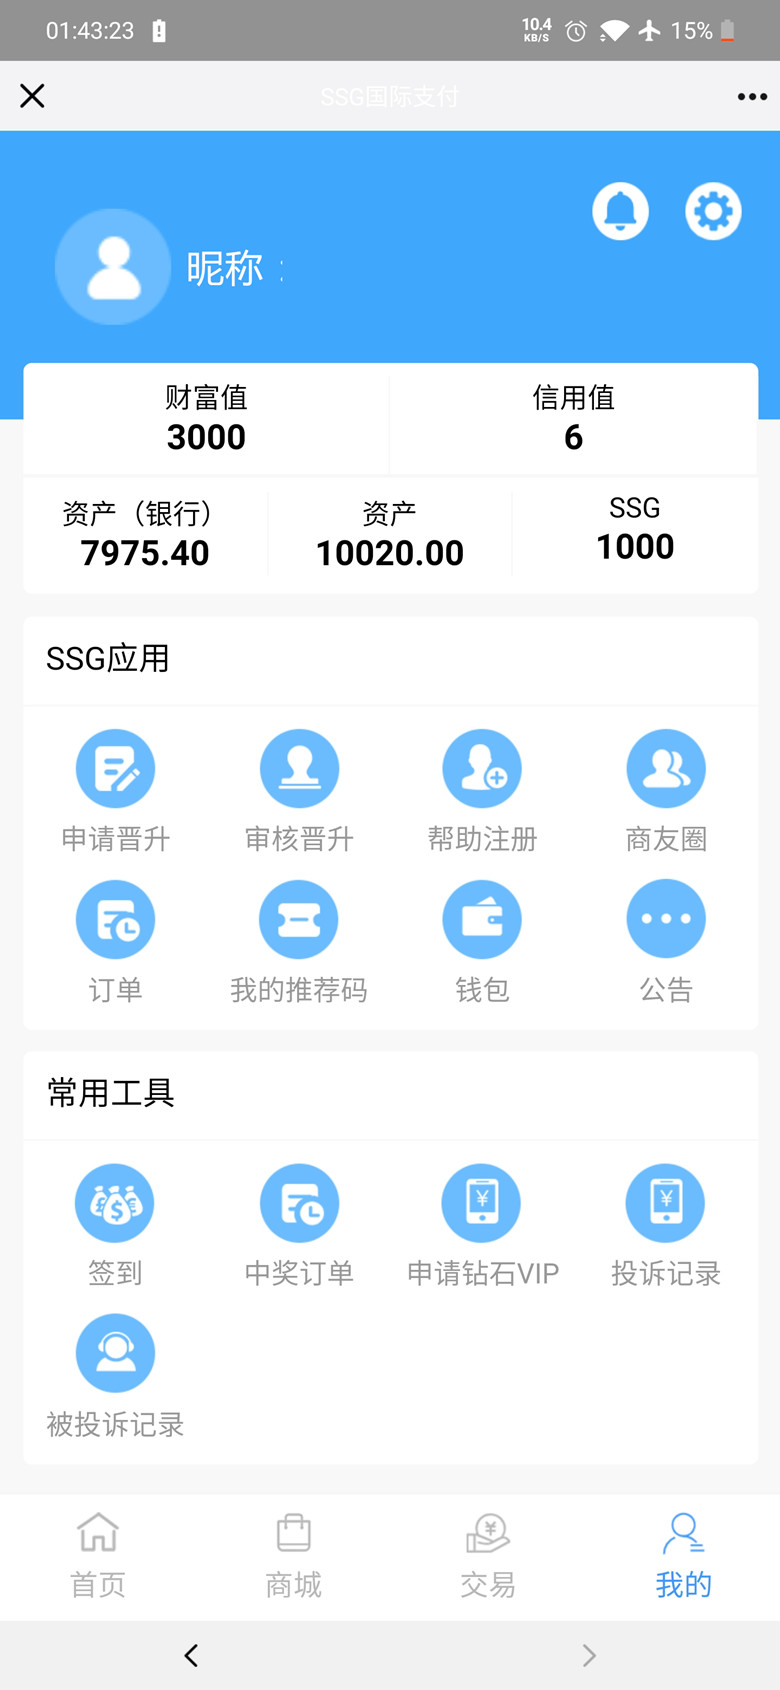 01:43:23
10.4
KB/S
15%
SSG国际支付
昵称：
财富值
3000
信用值
6
资产（银行）
7975.40
资产
10020.00
SSG
1000
SSG应用
申请晋升
审核晋升
帮助注册
商友圈
订单
我的推荐码
钱包
公告
常用工具
签到
中奖订单
申请钻石VIP
投诉记录
被投诉记录
首页
商城
交易
我的